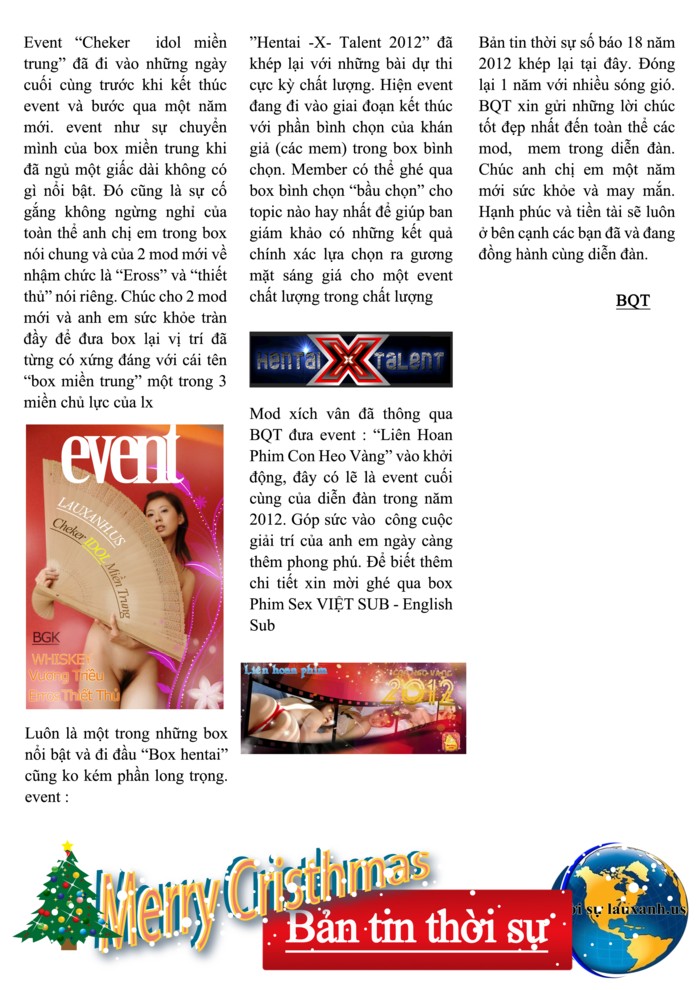 Event “Cheker idol miền
trung” đã đi vào những ngày
cuối cùng trước khi kết thúc
event và bước qua một năm
mới. event như sự chuyển
mình của box miền trung khi
đã ngủ một giấc dài không có
gì nổi bật. Đó cũng là sự cố
gắng không ngừng nghỉ của
toàn thể anh chị em trong box
nói chung và của 2 mod mới về
nhậm chức là “Eross” và “thiết
thủ” nói riêng. Chúc cho 2 mod
mới và anh em sức khỏe tràn
đầy để đưa box lại vị trí đã
từng có xứng đáng với cái tên
“box miền trung” một trong 3
miền chủ lực của lx
event
LAUXANH.US
Cheker IDOL Miền Trung
BGK
WHISKEY
Vương Triều
Eross Thiết Thủ
Luôn là một trong những box
nổi bật và đi đầu “Box hentai”
cũng ko kém phần long trọng.
event :
”Hentai -X- Talent 2012” đã
khép lại với những bài dự thi
cực kỳ chất lượng. Hiện event
đang đi vào giai đoạn kết thúc
với phần bình chọn của khán
giả (các mem) trong box bình
chọn. Member có thể ghé qua
box bình chọn “bầu chọn” cho
topic nào hay nhất để giúp ban
giám khảo có những kết quả
chính xác lựa chọn ra gương
mặt sáng giá cho một event
chất lượng trong chất lượng
HENTAI X TALENT
Mod xích vân đã thông qua
BQT đưa event : “Liên Hoan
Phim Con Heo Vàng” vào khởi
động, đây có lẽ là event cuối
cùng của diễn đàn trong năm
2012. Góp sức vào công cuộc
giải trí của anh em ngày càng
thêm phong phú. Để biết thêm
chi tiết xin mời ghé qua box
Phim Sex VIỆT SUB - English
Sub
Liên hoan phim
CON HEO VÀNG
2012
Bản tin thời sự số báo 18 năm
2012 khép lại tại đây. Đóng
lại 1 năm với nhiều sóng gió.
BQT xin gửi những lời chúc
tốt đẹp nhất đến toàn thể các
mod, mem trong diễn đàn.
Chúc anh chị em một năm
mới sức khỏe và may mắn.
Hạnh phúc và tiền tài sẽ luôn
ở bên cạnh các bạn đã và đang
đồng hành cùng diễn đàn.
BQT
Merry Cristhmas
Bản tin thời sự
sự lauxanh.us